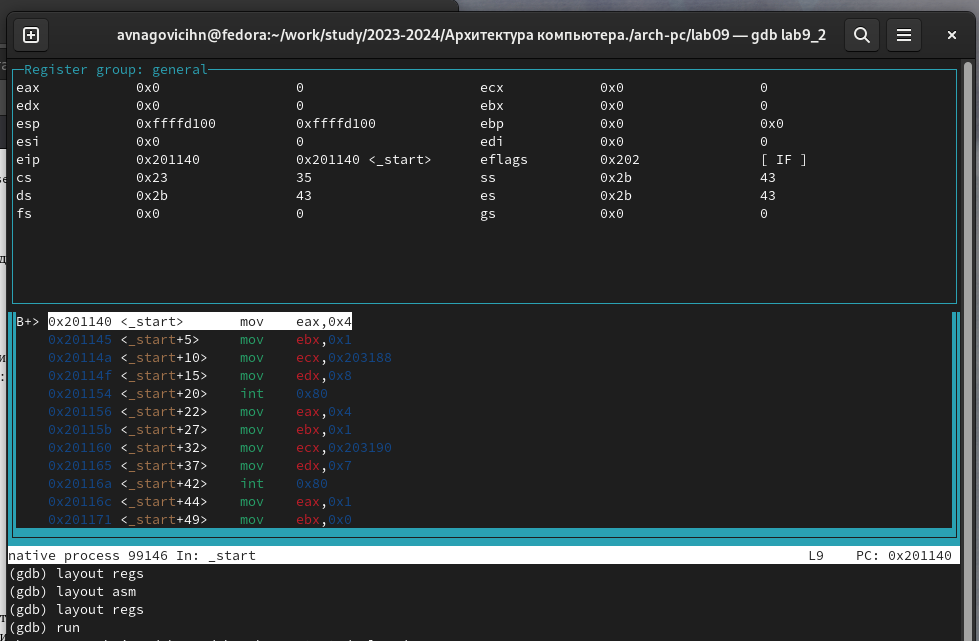 avnagovicihn@fedora:~/work/study/2023-2024/Архитектура компьютера./arch-pc/lab09 — gdb lab9_2
Register group: general
eax 0x0 0 ecx 0x0 0
edx 0x0 0 ebx 0x0 0
esp 0xffffd100 0xffffd100 ebp 0x0 0x0
esi 0x0 0 edi 0x0 0
eip 0x201140 0x201140 <_start> eflags 0x202 [ IF ]
cs 0x23 35 ss 0x2b 43
ds 0x2b 43 es 0x2b 43
fs 0x0 0 gs 0x0 0
B+> 0x201140 <_start> mov eax,0x4
0x201145 <_start+5> mov ebx,0x1
0x20114a <_start+10> mov ecx,0x203188
0x20114f <_start+15> mov edx,0x8
0x201154 <_start+20> int 0x80
0x201156 <_start+22> mov eax,0x4
0x20115b <_start+27> mov ebx,0x1
0x201160 <_start+32> mov ecx,0x203190
0x201165 <_start+37> mov edx,0x7
0x20116a <_start+42> int 0x80
0x20116c <_start+44> mov eax,0x1
0x201171 <_start+49> mov ebx,0x0
native process 99146 In: _start L9 PC: 0x201140
(gdb) layout regs
(gdb) layout asm
(gdb) layout regs
(gdb) run